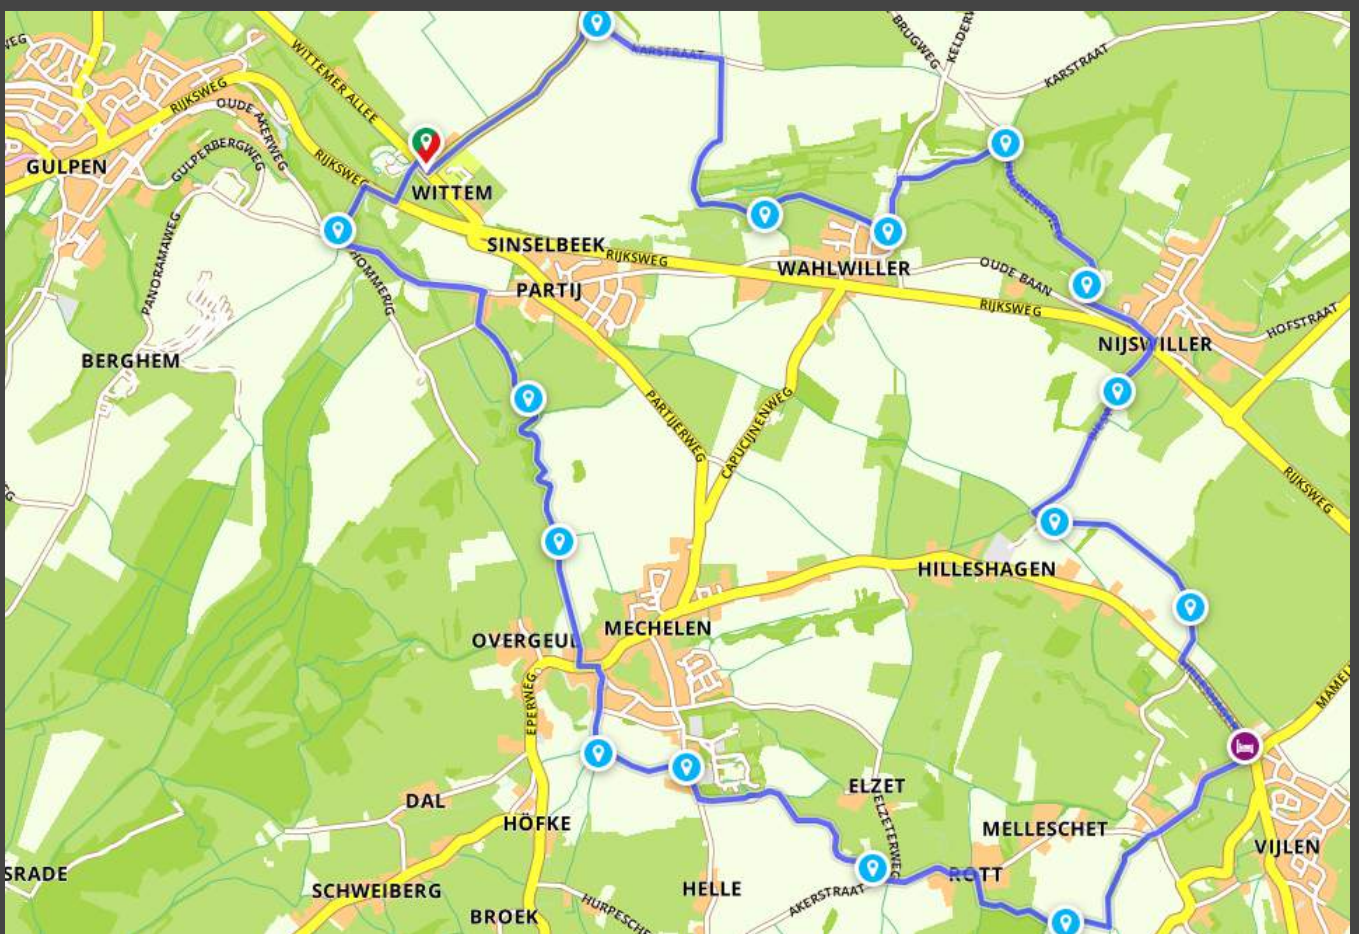 WEG
WITTEMER ALLEE
KARSTRAAT
BRUGWEG
KARSTRAAT
RIJKSWEG
OUDE AKERWEG
GULPERBERGWEG
GULPEN
RIJKSWEG
WITTEM
PANORAMAWEG
SINSELBEEK
RIJKSWEG
WAHLWILLER
OUDE BAAN
PARTIJ
RIJKSWEG
HOFSTRAAT
NIJSWILLER
BERGHEM
PARTIJERWEG
CAPUCIJNENWEG
RIJKSWEG
HILLESHAGEN
OVERGEUL
MECHELEN
EPERWEG
DAL
HÖFKE
ELZET
ELZETERWEG
MELLESCHET
VIJLEN
SRADE
SCHWEIBERG
HELLE
AKERSTRAAT
ROTT
BROEK